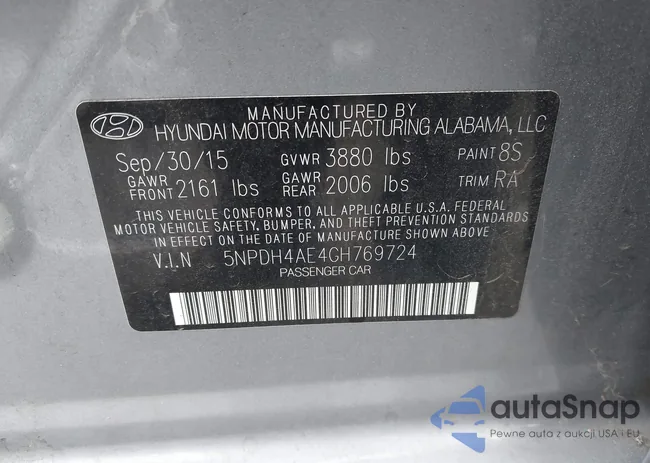 MANUFACTURED BY
HYUNDAI MOTOR MANUFACTURING ALABAMA, LLC
Sep/30/15 GVWR 3880 lbs PAINT 8S
GAWR FRONT 2161 lbs GAWR REAR 2006 lbs TRIM RA
THIS VEHICLE CONFORMS TO ALL APPLICABLE U.S.A. FEDERAL
MOTOR VEHICLE SAFETY, BUMPER, AND THEFT PREVENTION STANDARDS
IN EFFECT ON THE DATE OF MANUFACTURE SHOWN ABOVE
V.I.N 5NPDH4AE4GH769724
PASSENGER CAR
autaSnap
Pewne auta z aukcji USA i EU